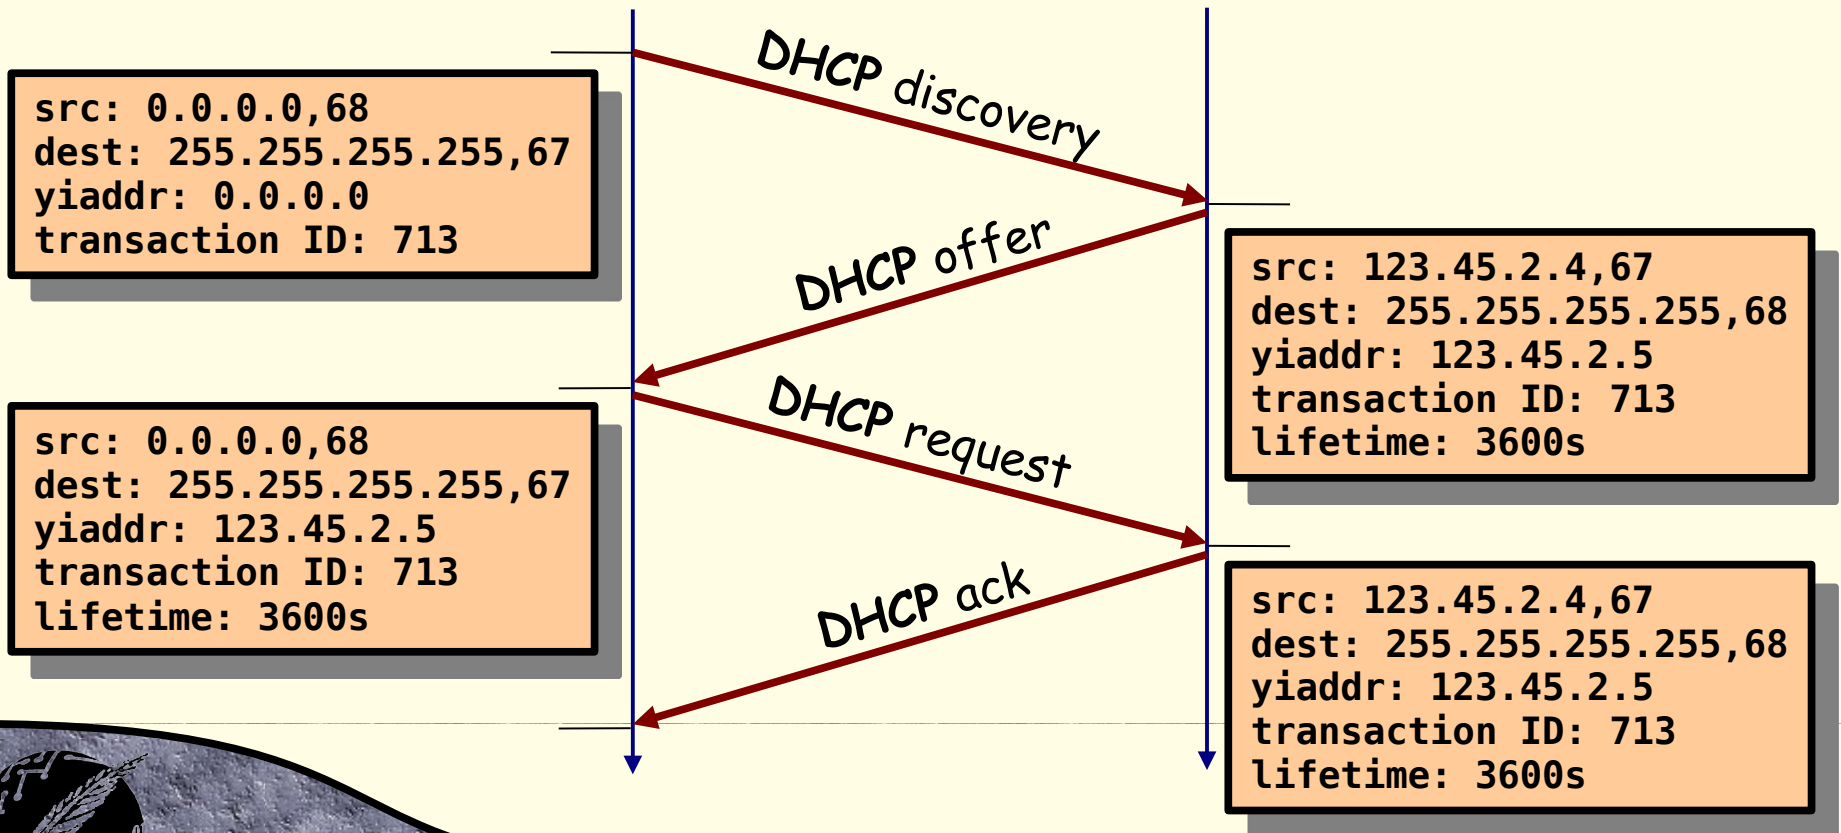 DHCP discovery
src: 0.0.0.0,68
dest: 255.255.255.255,67
yiaddr: 0.0.0.0
transaction ID: 713
DHCP offer
src: 123.45.2.4,67
dest: 255.255.255.255,68
yiaddr: 123.45.2.5
transaction ID: 713
lifetime: 3600s
DHCP request
src: 0.0.0.0,68
dest: 255.255.255.255,67
yiaddr: 123.45.2.5
transaction ID: 713
lifetime: 3600s
DHCP ack
src: 123.45.2.4,67
dest: 255.255.255.255,68
yiaddr: 123.45.2.5
transaction ID: 713
lifetime: 3600s